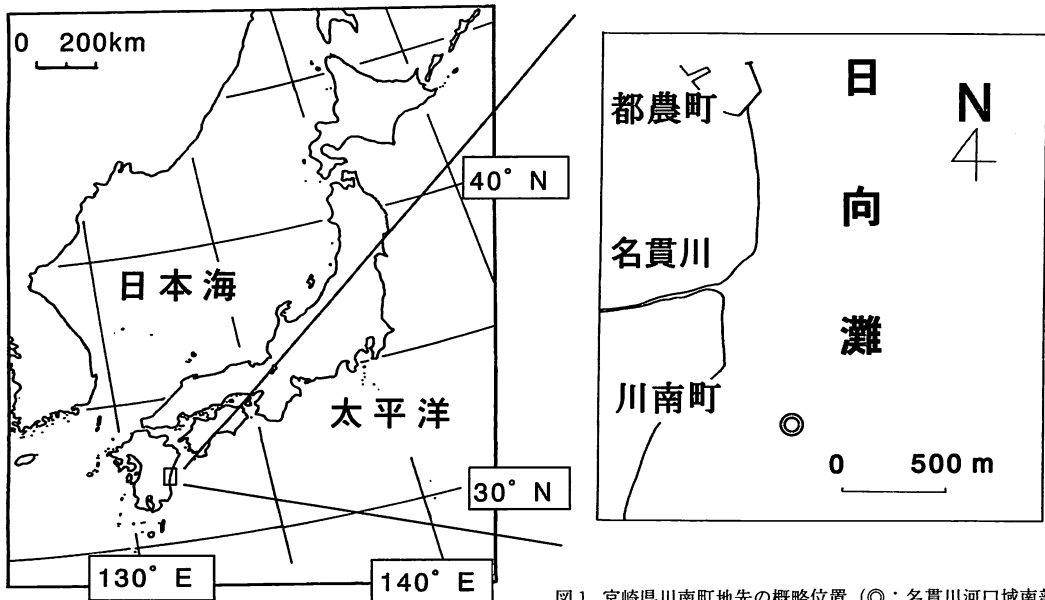 0 200km
40° N
日本海
太平洋
30° N
130° E
140° E
日向灘
N
都農町
名貫川
川南町
0 500 m
図1 宮崎県川南町地先の概略位置(◎:名貫川河口域南部